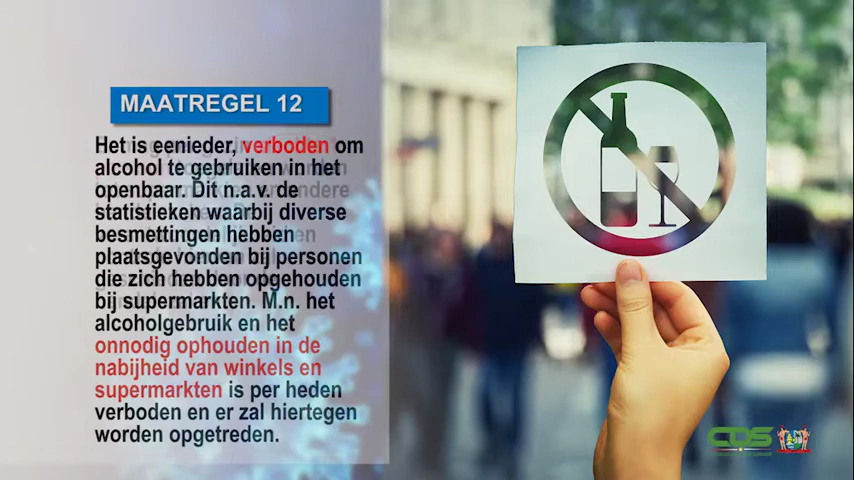 MAATREGEL 12
Het is eenieder, verboden om
alcohol te gebruiken in het
openbaar. Dit n.a.v. de
statistieken waarbij diverse
besmettingen hebben
plaatsgevonden bij personen
die zich hebben opgehouden
bij supermarkten. M.n. het
alcoholgebruik en het
onnodig ophouden in de
nabijheid van winkels en
supermarkten is per heden
verboden en er zal hiertegen
worden opgetreden.
CDS